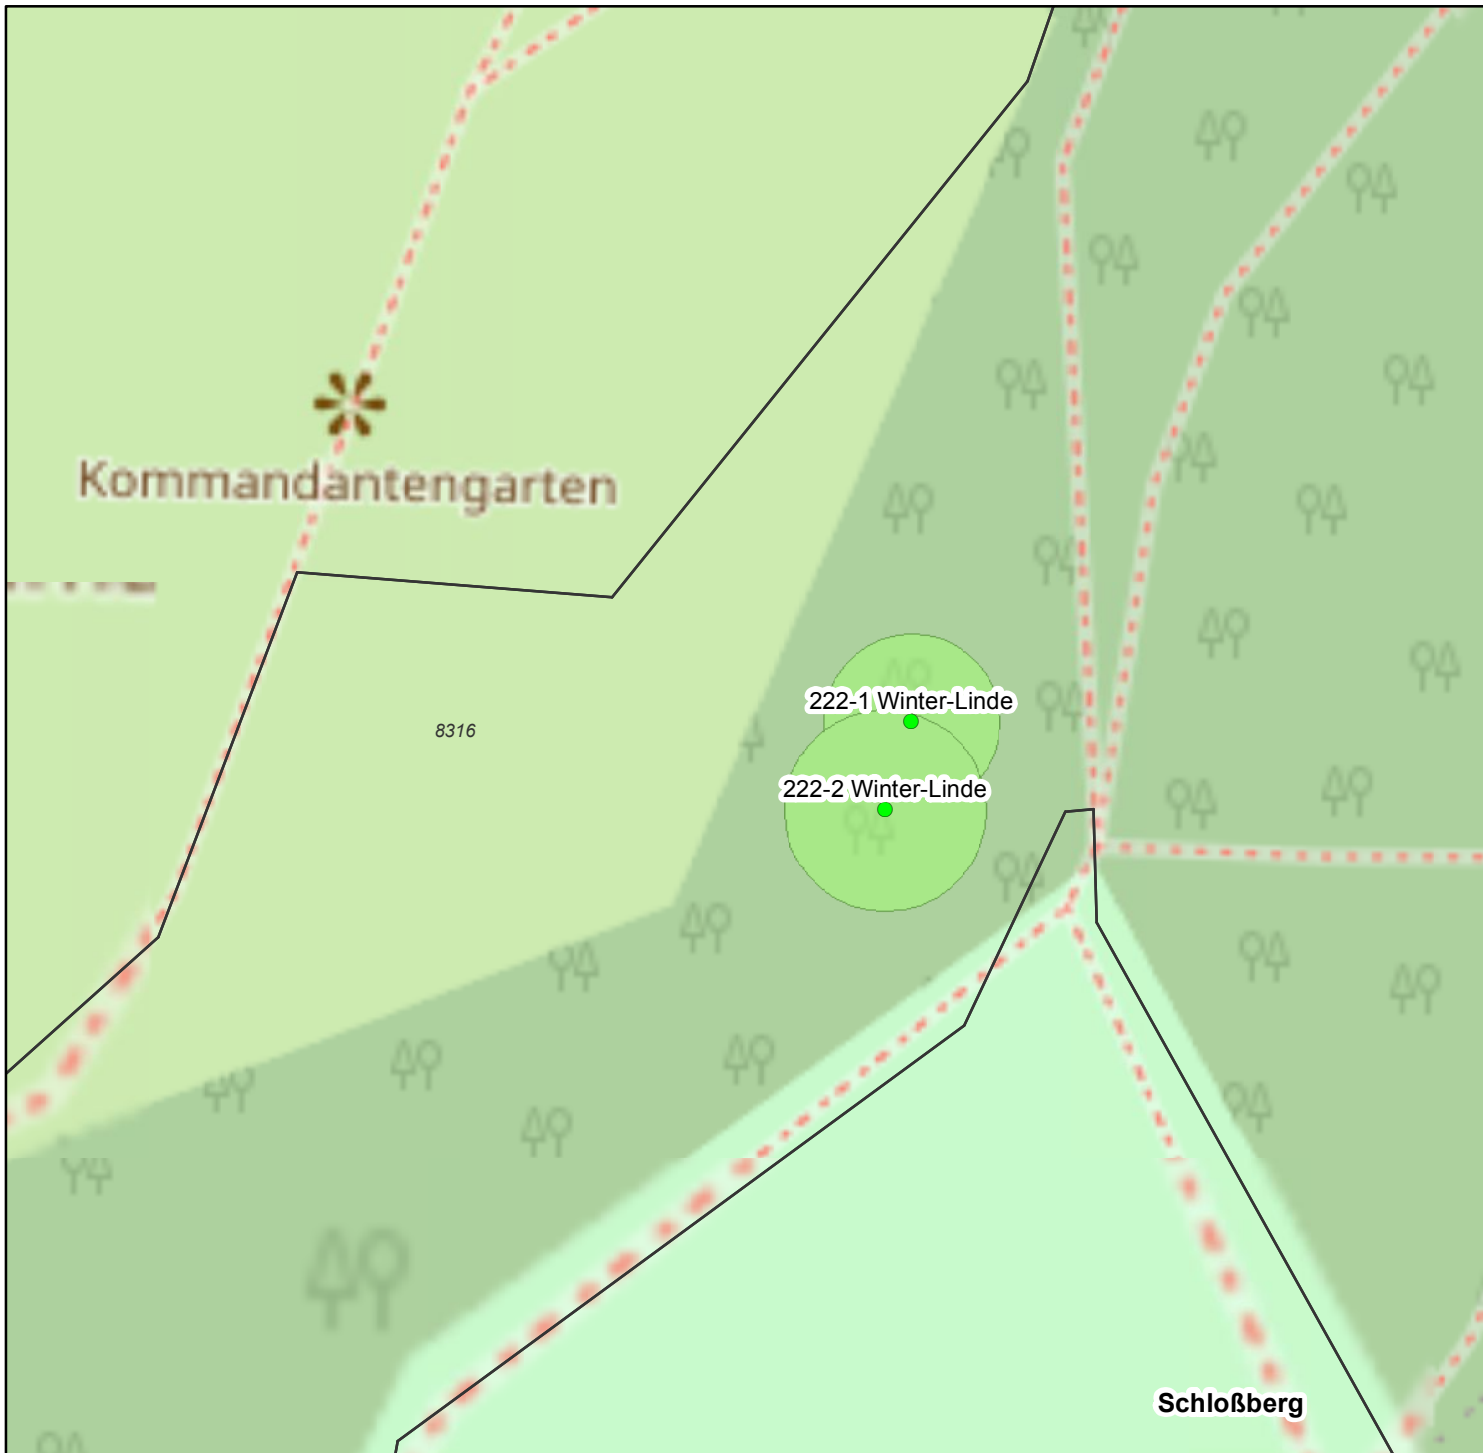 Kommandantengarten
222-1 Winter-Linde
8316
222-2 Winter-Linde
Schloßberg